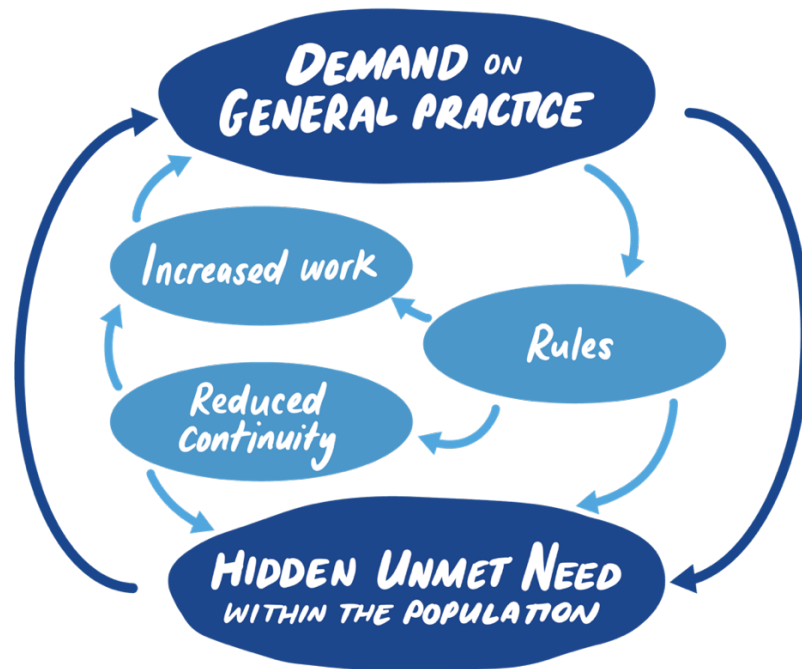 DEMAND ON
GENERAL PRACTICE
Increased work
Rules
Reduced
continuity
HIDDEN UNMET NEED
WITHIN THE POPULATION